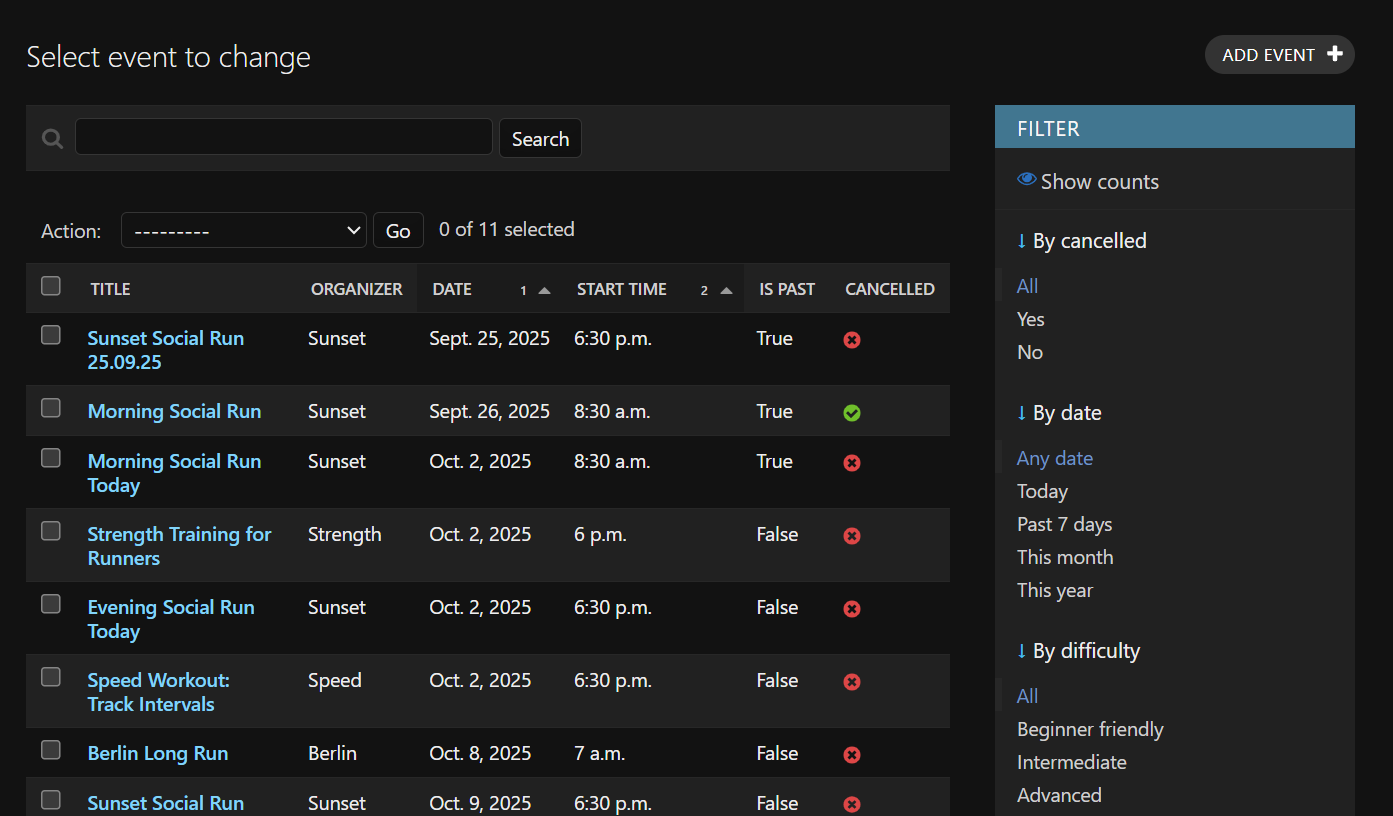 Select event to change
ADD EVENT
Search
Action: --------- Go 0 of 11 selected
TITLE ORGANIZER DATE 1 START TIME 2 IS PAST CANCELLED
Sunset Social Run
25.09.25
Sunset Sept. 25, 2025 6:30 p.m. True
Morning Social Run Sunset Sept. 26, 2025 8:30 a.m. True
Morning Social Run
Today
Sunset Oct. 2, 2025 8:30 a.m. True
Strength Training for
Runners
Strength Oct. 2, 2025 6 p.m. False
Evening Social Run
Today
Sunset Oct. 2, 2025 6:30 p.m. False
Speed Workout:
Track Intervals
Speed Oct. 2, 2025 6:30 p.m. False
Berlin Long Run Berlin Oct. 8, 2025 7 a.m. False
Sunset Social Run Sunset Oct. 9, 2025 6:30 p.m. False
FILTER
Show counts
↓ By cancelled
All
Yes
No
↓ By date
Any date
Today
Past 7 days
This month
This year
↓ By difficulty
All
Beginner friendly
Intermediate
Advanced